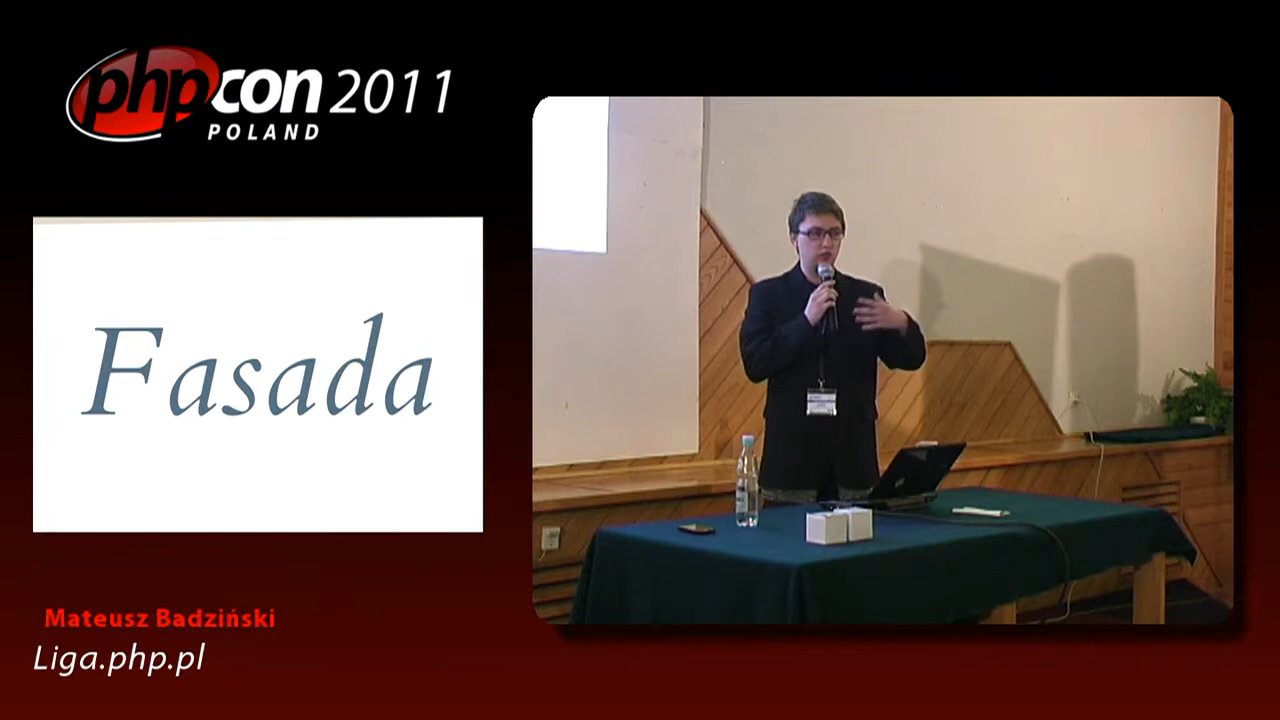 phpcon 2011
POLAND
Fasada
Mateusz Badziński
Liga.php.pl